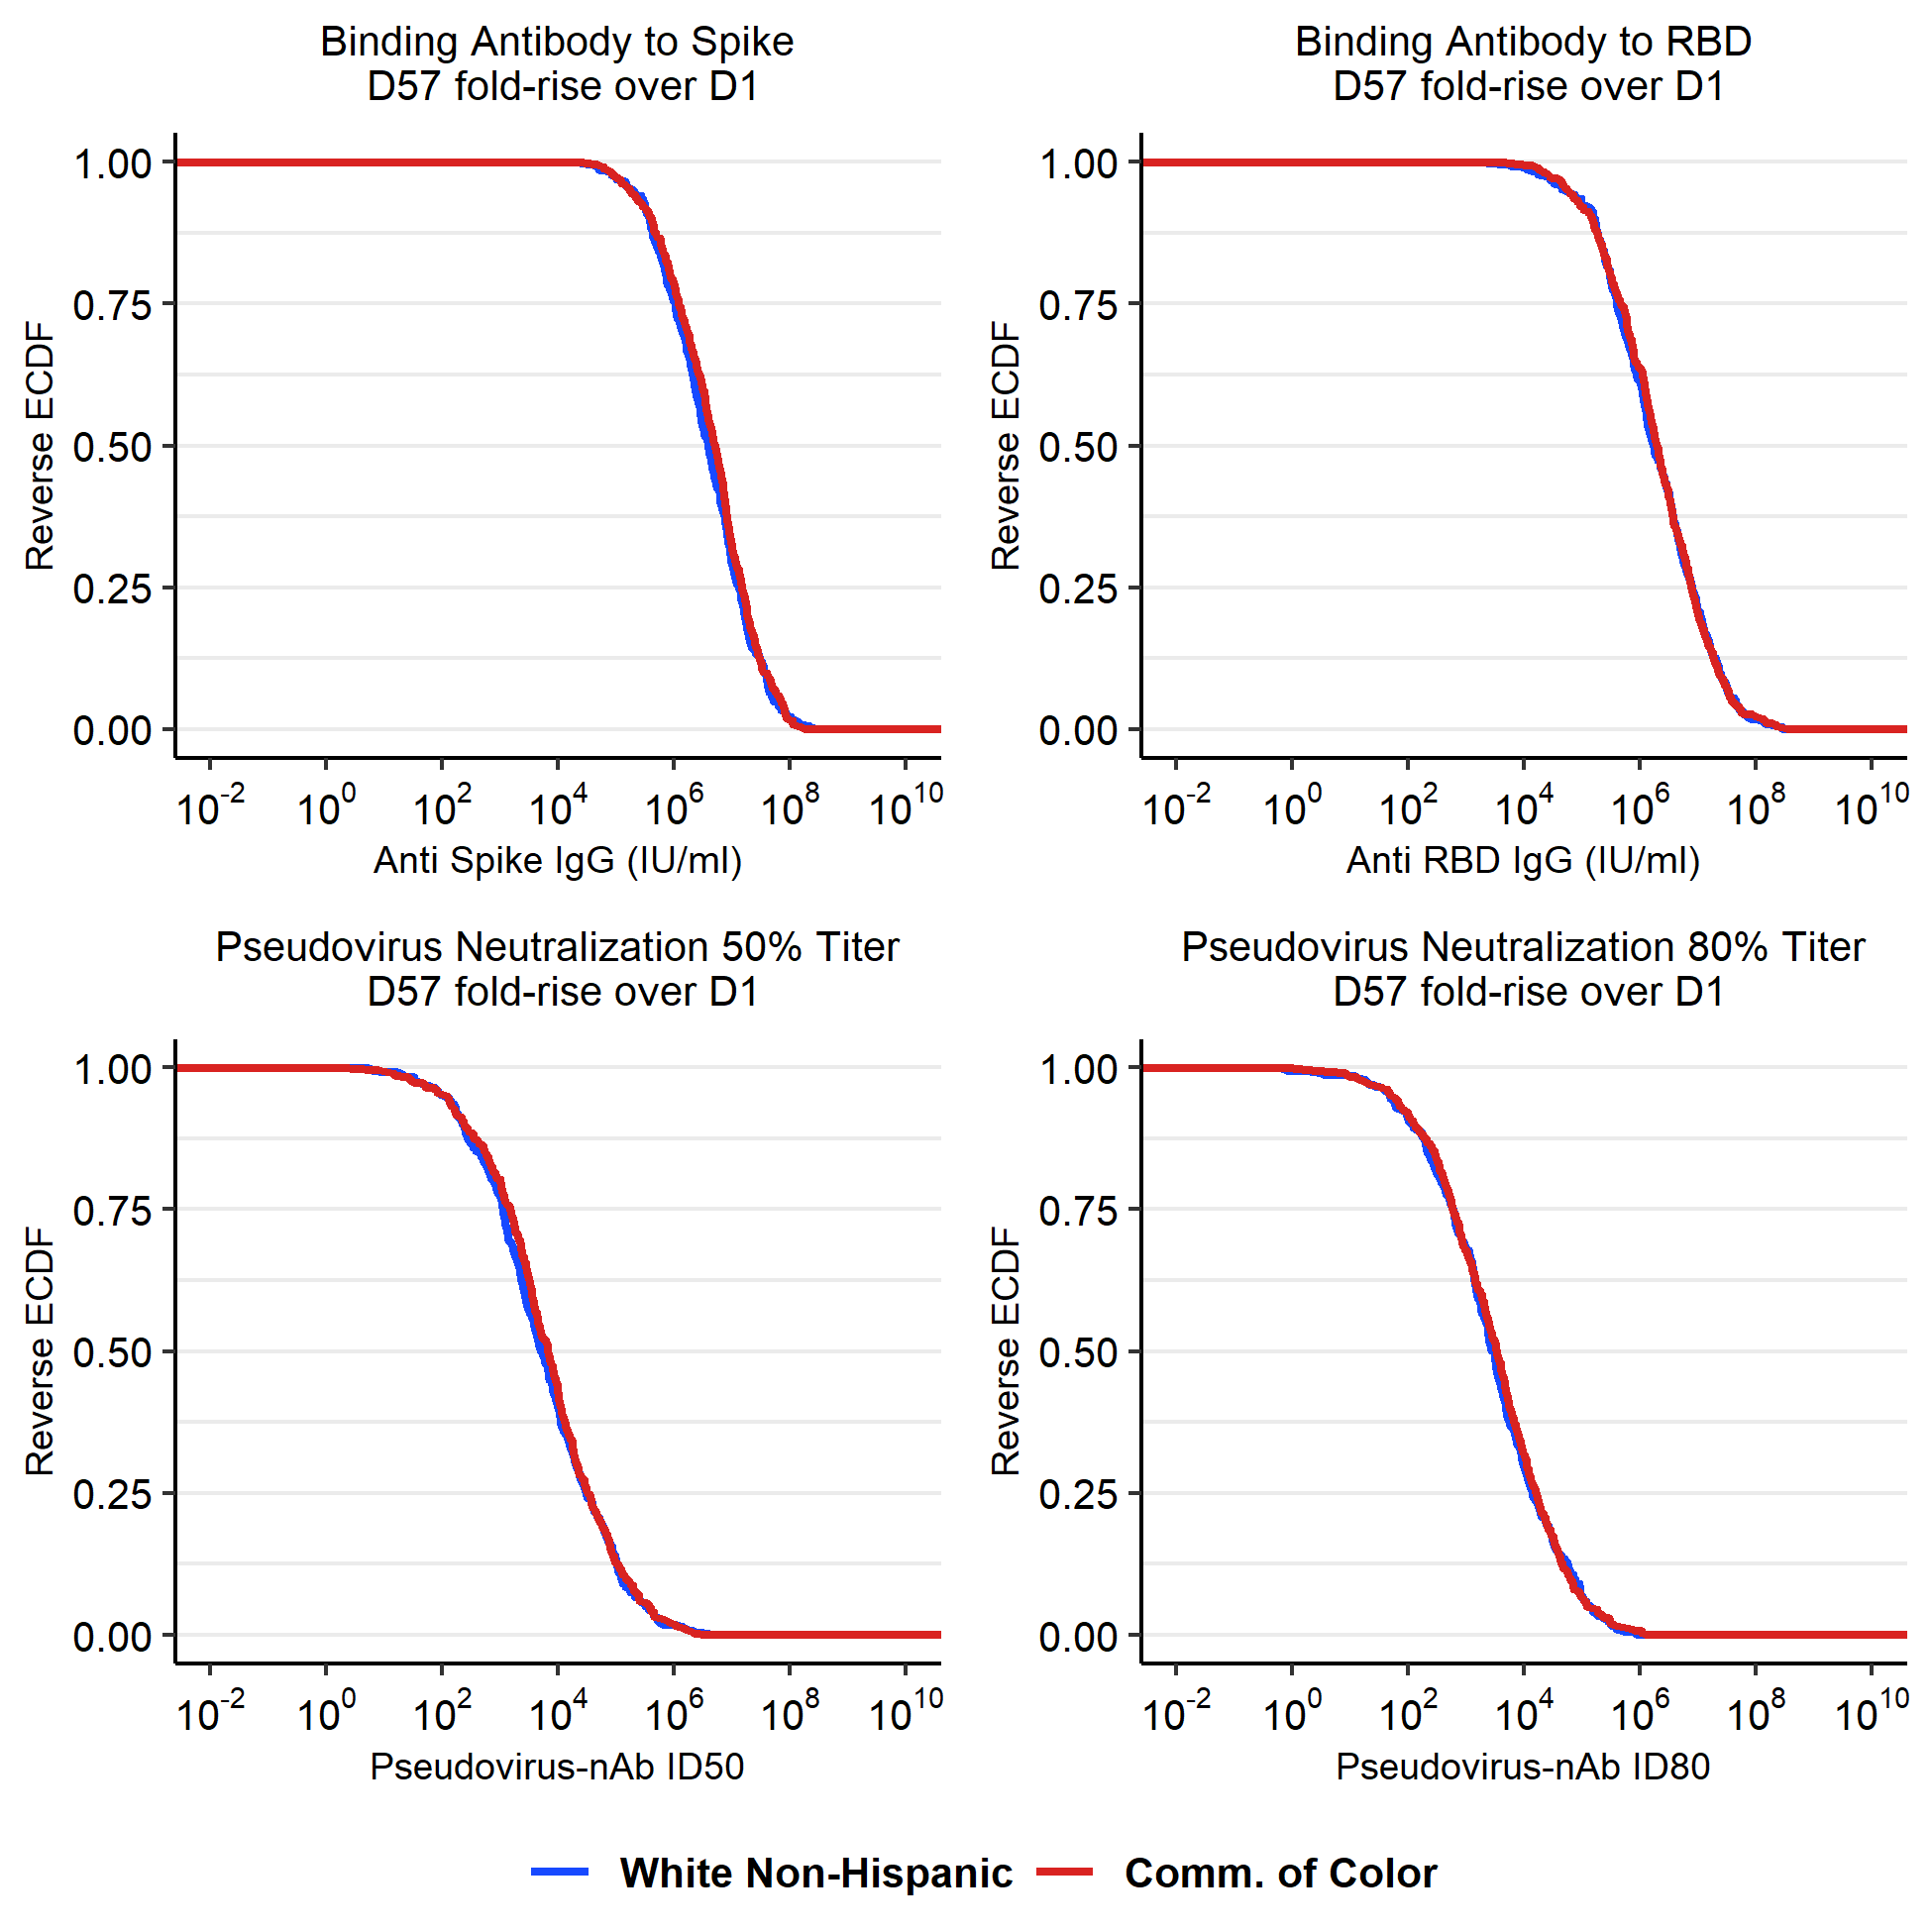 Binding Antibody to Spike
D57 fold-rise over D1
Reverse ECDF
1.00
0.75
0.50
0.25
0.00
10^-2 10^0 10^2 10^4 10^6 10^8 10^10
Anti Spike IgG (IU/ml)
Binding Antibody to RBD
D57 fold-rise over D1
Reverse ECDF
1.00
0.75
0.50
0.25
0.00
10^-2 10^0 10^2 10^4 10^6 10^8 10^10
Anti RBD IgG (IU/ml)
Pseudovirus Neutralization 50% Titer
D57 fold-rise over D1
Reverse ECDF
1.00
0.75
0.50
0.25
0.00
10^-2 10^0 10^2 10^4 10^6 10^8 10^10
Pseudovirus-nAb ID50
Pseudovirus Neutralization 80% Titer
D57 fold-rise over D1
Reverse ECDF
1.00
0.75
0.50
0.25
0.00
10^-2 10^0 10^2 10^4 10^6 10^8 10^10
Pseudovirus-nAb ID80
White Non-Hispanic Comm. of Color